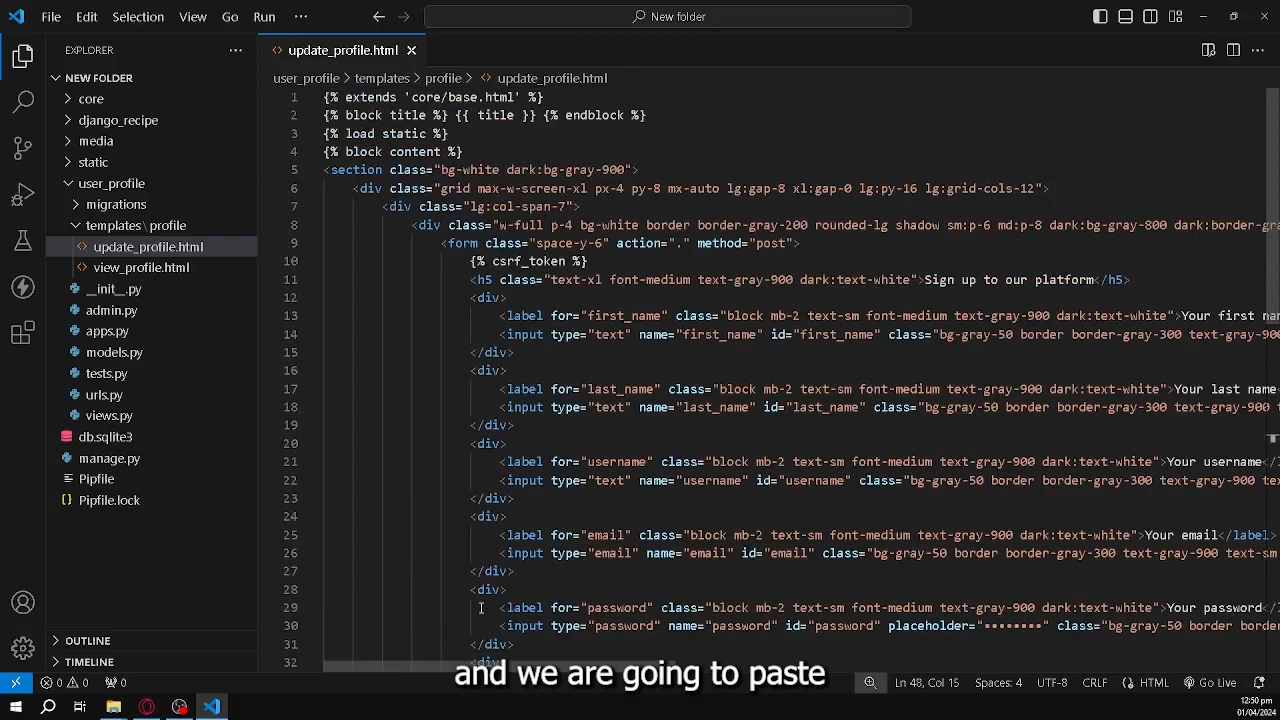 File Edit Selection View Go Run ··· New folder
EXPLORER ···
NEW FOLDER
core
django_recipe
media
static
user_profile
migrations
templates \ profile
update_profile.html
view_profile.html
__init__.py
admin.py
apps.py
models.py
tests.py
urls.py
views.py
db.sqlite3
manage.py
Pipfile
Pipfile.lock
OUTLINE
TIMELINE
update_profile.html
user_profile > templates > profile > update_profile.html
1 {% extends 'core/base.html' %}
2 {% block title %} {{ title }} {% endblock %}
3 {% load static %}
4 {% block content %}
5 <section class="bg-white dark:bg-gray-900">
6 <div class="grid max-w-screen-xl px-4 py-8 mx-auto lg:gap-8 xl:gap-0 lg:py-16 lg:grid-cols-12">
7 <div class="lg:col-span-7">
8 <div class="w-full p-4 bg-white border border-gray-200 rounded-lg shadow sm:p-6 md:p-8 dark:bg-gray-800 dark:border-gra
9 <form class="space-y-6" action="." method="post">
10 {% csrf_token %}
11 <h5 class="text-xl font-medium text-gray-900 dark:text-white">Sign up to our platform</h5>
12 <div>
13 <label for="first_name" class="block mb-2 text-sm font-medium text-gray-900 dark:text-white">Your first nam
14 <input type="text" name="first_name" id="first_name" class="bg-gray-50 border border-gray-300 text-gray-900
15 </div>
16 <div>
17 <label for="last_name" class="block mb-2 text-sm font-medium text-gray-900 dark:text-white">Your last name<
18 <input type="text" name="last_name" id="last_name" class="bg-gray-50 border border-gray-300 text-gray-900 t
19 </div>
20 <div>
21 <label for="username" class="block mb-2 text-sm font-medium text-gray-900 dark:text-white">Your username</l
22 <input type="text" name="username" id="username" class="bg-gray-50 border border-gray-300 text-gray-900 tex
23 </div>
24 <div>
25 <label for="email" class="block mb-2 text-sm font-medium text-gray-900 dark:text-white">Your email</label>
26 <input type="email" name="email" id="email" class="bg-gray-50 border border-gray-300 text-gray-900 text-sm
27 </div>
28 <div>
29 <label for="password" class="block mb-2 text-sm font-medium text-gray-900 dark:text-white">Your password</l
30 <input type="password" name="password" id="password" placeholder="••••••••" class="bg-gray-50 border border
31 </div>
32 <div>
and we are going to paste
0 0 0 Ln 48, Col 15 Spaces: 4 UTF-8 CRLF HTML Go Live
12:50 pm
01/04/2024